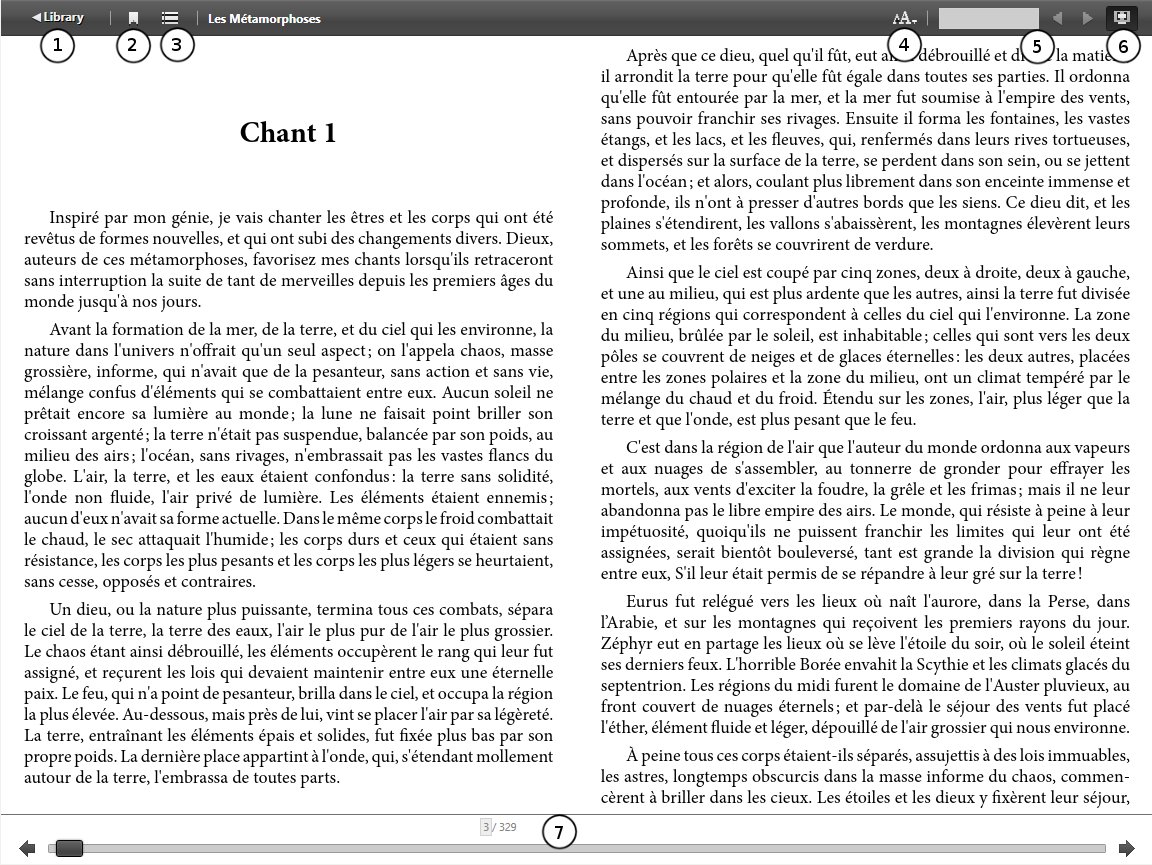 Library
Les Métamorphoses
AA
1
2
3
4
5
6
Chant 1
Inspiré par mon génie, je vais chanter les êtres et les corps qui ont été
revêtus de formes nouvelles, et qui ont subi des changements divers. Dieux,
auteurs de ces métamorphoses, favorisez mes chants lorsqu'ils retraceront
sans interruption la suite de tant de merveilles depuis les premiers âges du
monde jusqu'à nos jours.
Avant la formation de la mer, de la terre, et du ciel qui les environne, la
nature dans l'univers n'offrait qu'un seul aspect ; on l'appela chaos, masse
grossière, informe, qui n'avait que de la pesanteur, sans action et sans vie,
mélange confus d'éléments qui se combattaient entre eux. Aucun soleil ne
prêtait encore sa lumière au monde ; la lune ne faisait point briller son
croissant argenté ; la terre n'était pas suspendue, balancée par son poids, au
milieu des airs ; l'océan, sans rivages, n'embrassait pas les vastes flancs du
globe. L'air, la terre, et les eaux étaient confondus : la terre sans solidité,
l'onde non fluide, l'air privé de lumière. Les éléments étaient ennemis ;
aucun d'eux n'avait sa forme actuelle. Dans le même corps le froid combattait
le chaud, le sec attaquait l'humide ; les corps durs et ceux qui étaient sans
résistance, les corps les plus pesants et les corps les plus légers se heurtaient,
sans cesse, opposés et contraires.
Un dieu, ou la nature plus puissante, termina tous ces combats, sépara
le ciel de la terre, la terre des eaux, l'air le plus pur de l'air le plus grossier.
Le chaos étant ainsi débrouillé, les éléments occupèrent le rang qui leur fut
assigné, et reçurent les lois qui devaient maintenir entre eux une éternelle
paix. Le feu, qui n'a point de pesanteur, brilla dans le ciel, et occupa la région
la plus élevée. Au-dessous, mais près de lui, vint se placer l'air par sa légèreté.
La terre, entraînant les éléments épais et solides, fut fixée plus bas par son
propre poids. La dernière place appartint à l'onde, qui, s'étendant mollement
autour de la terre, l'embrassa de toutes parts.
Après que ce dieu, quel qu'il fût, eut débrouillé et la
il arrondit la terre pour qu'elle fût égale dans toutes ses parties. Il ordonna
qu'elle fût entourée par la mer, et la mer fut soumise à l'empire des vents,
sans pouvoir franchir ses rivages. Ensuite il forma les fontaines, les vastes
étangs, et les lacs, et les fleuves, qui, renfermés dans leurs rives tortueuses,
et dispersés sur la surface de la terre, se perdent dans son sein, ou se jettent
dans l'océan ; et alors, coulant plus librement dans son enceinte immense et
profonde, ils n'ont à presser d'autres bords que les siens. Ce dieu dit, et les
plaines s'étendirent, les vallons s'abaissèrent, les montagnes élevèrent leurs
sommets, et les forêts se couvrirent de verdure.
Ainsi que le ciel est coupé par cinq zones, deux à droite, deux à gauche,
et une au milieu, qui est plus ardente que les autres, ainsi la terre fut divisée
en cinq régions qui correspondent à celles du ciel qui l'environne. La zone
du milieu, brûlée par le soleil, est inhabitable ; celles qui sont vers les deux
pôles se couvrent de neiges et de glaces éternelles : les deux autres, placées
entre les zones polaires et la zone du milieu, ont un climat tempéré par le
mélange du chaud et du froid. Étendu sur les zones, l'air, plus léger que la
terre et que l'onde, est plus pesant que le feu.
C'est dans la région de l'air que l'auteur du monde ordonna aux vapeurs
et aux nuages de s'assembler, au tonnerre de gronder pour effrayer les
mortels, aux vents d'exciter la foudre, la grêle et les frimas ; mais il ne leur
abandonna pas le libre empire des airs. Le monde, qui résiste à peine à leur
impétuosité, quoiqu'ils ne puissent franchir les limites qui leur ont été
assignées, serait bientôt bouleversé, tant est grande la division qui règne
entre eux, S'il leur était permis de se répandre à leur gré sur la terre !
Eurus fut relégué vers les lieux où naît l'aurore, dans la Perse, dans
l'Arabie, et sur les montagnes qui reçoivent les premiers rayons du jour.
Zéphyr eut en partage les lieux où se lève l'étoile du soir, où le soleil éteint
ses derniers feux. L'horrible Borée envahit la Scythie et les climats glacés du
septentrion. Les régions du midi furent le domaine de l'Auster pluvieux, au
front couvert de nuages éternels ; et par-delà le séjour des vents fut placé
l'éther, élément fluide et léger, dépouillé de l'air grossier qui nous environne.
À peine tous ces corps étaient-ils séparés, assujettis à des lois immuables,
les astres, longtemps obscurcis dans la masse informe du chaos, commen-
cèrent à briller dans les cieux. Les étoiles et les dieux y fixèrent leur séjour,
3 / 329
7